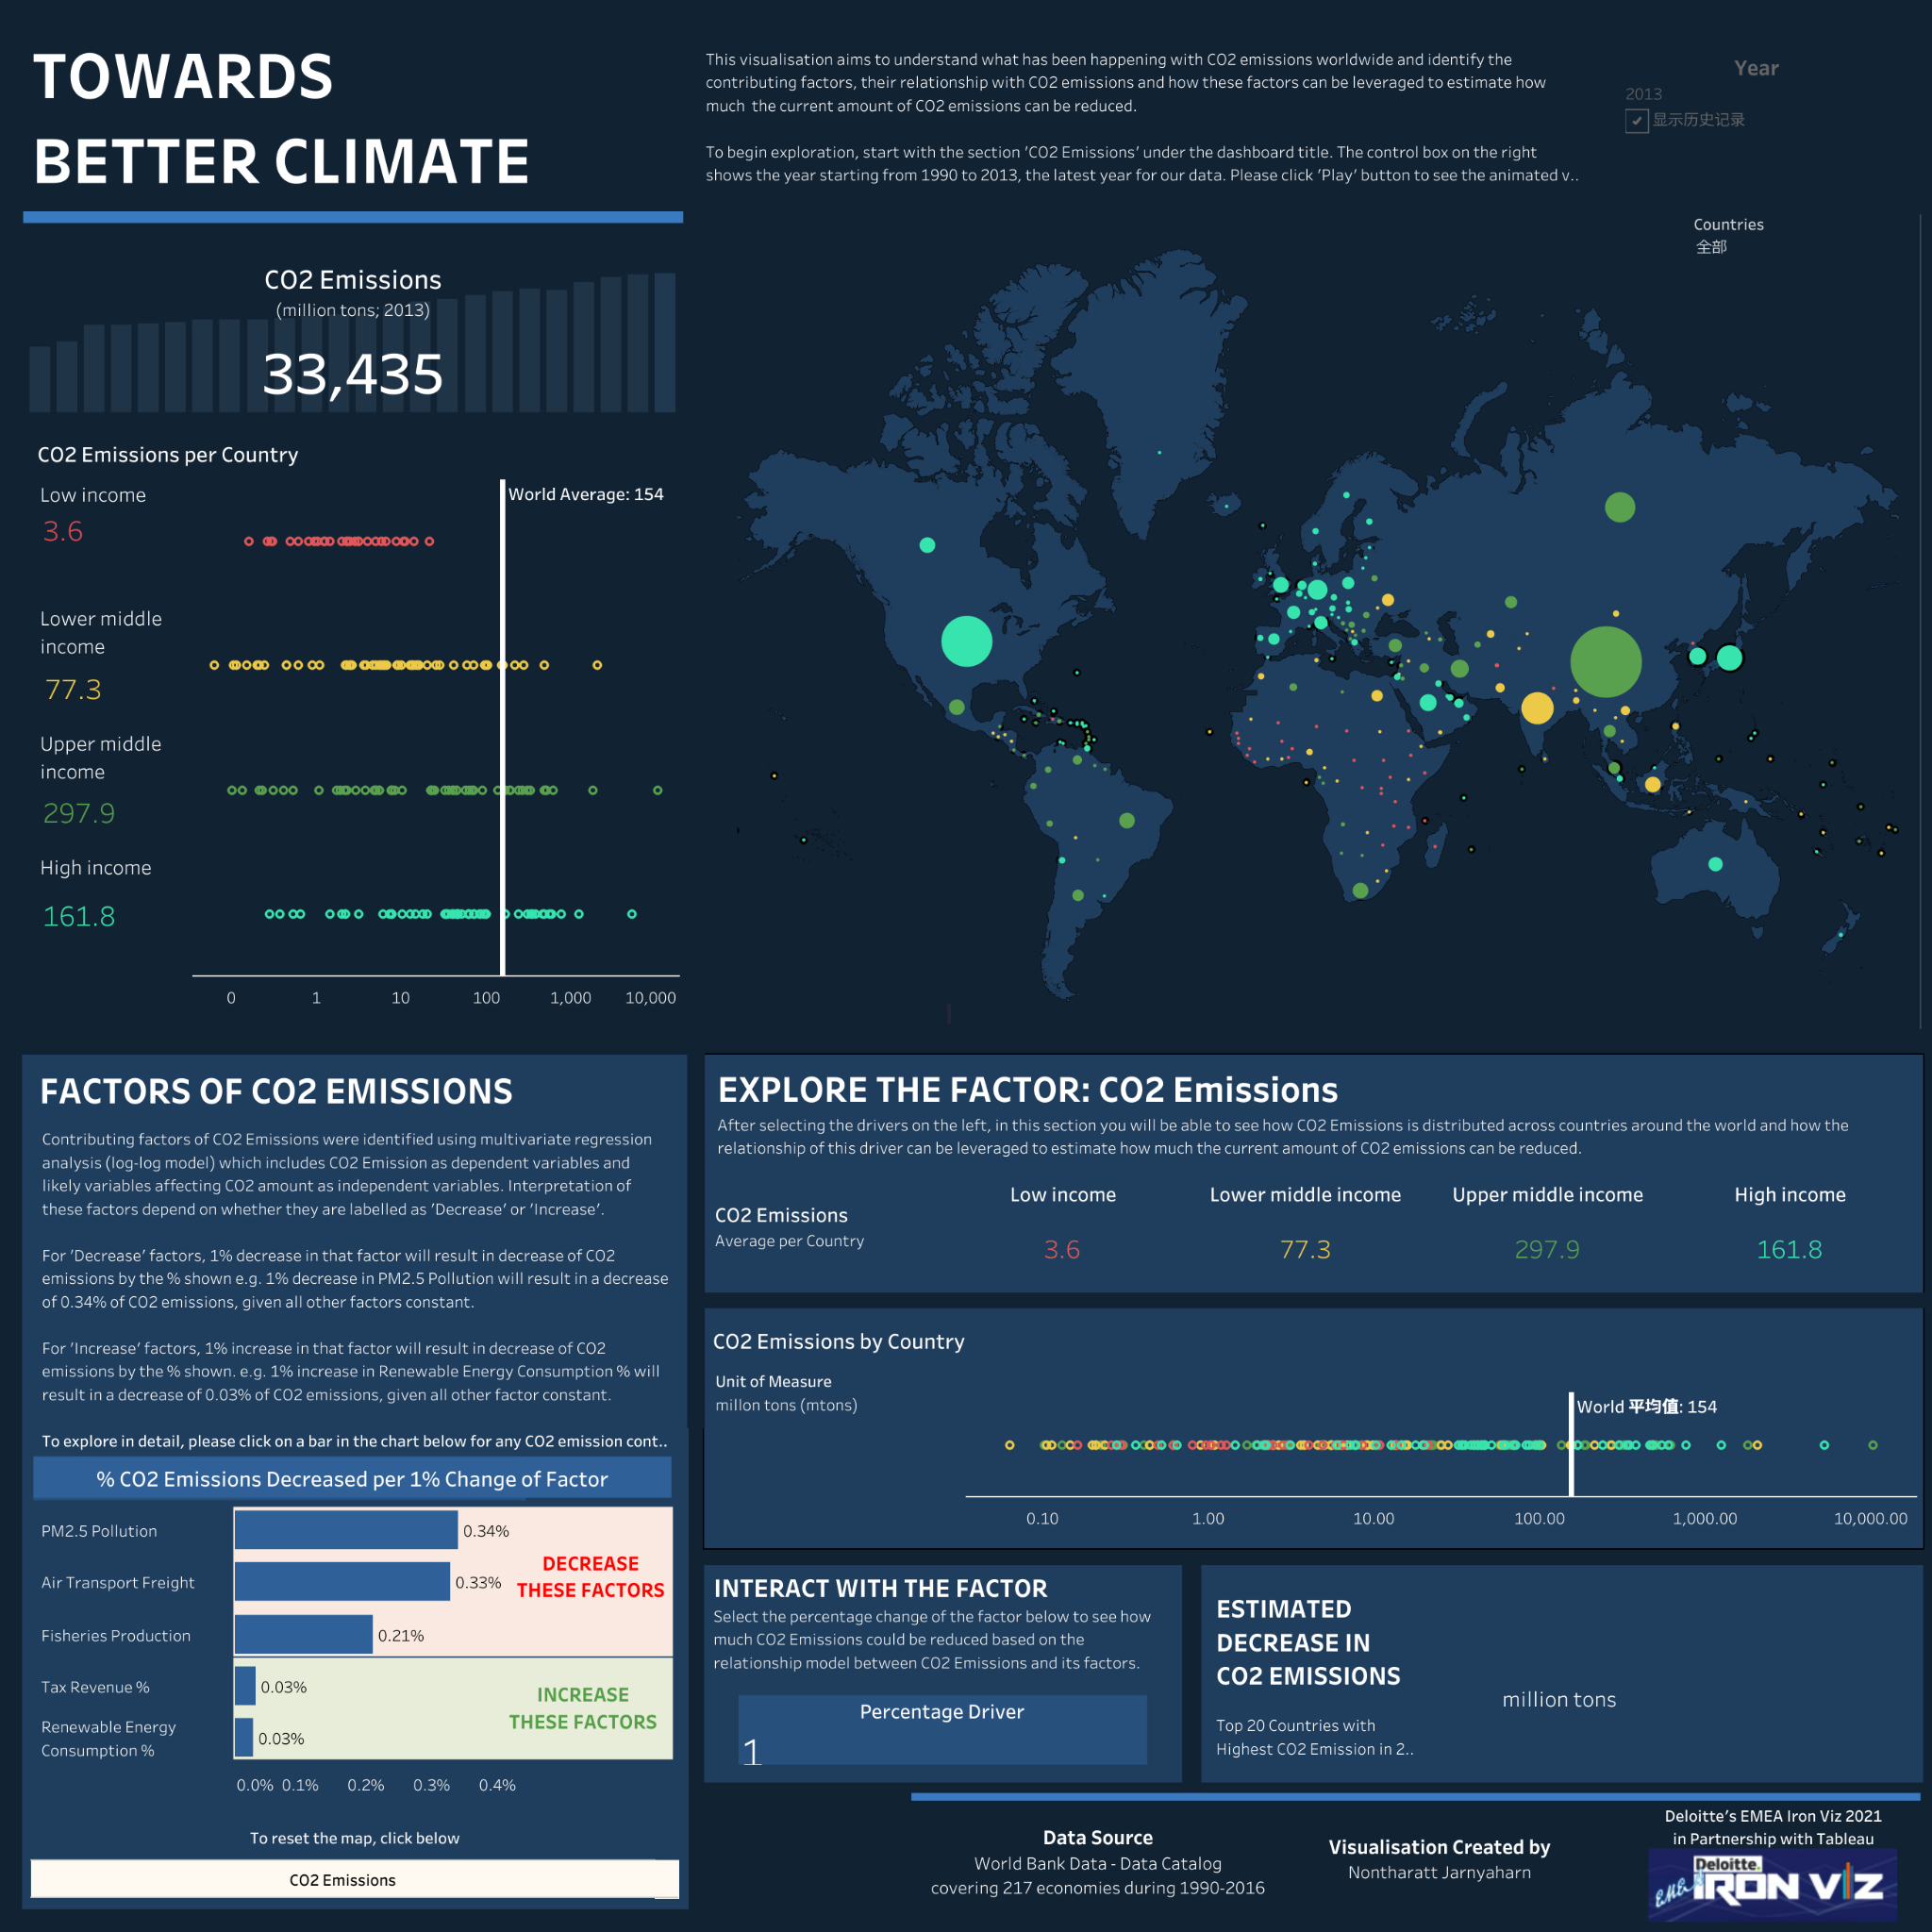 TOWARDS
BETTER CLIMATE
This visualisation aims to understand what has been happening with CO2 emissions worldwide and identify the
contributing factors, their relationship with CO2 emissions and how these factors can be leveraged to estimate how
much the current amount of CO2 emissions can be reduced.
To begin exploration, start with the section 'CO2 Emissions' under the dashboard title. The control box on the right
shows the year starting from 1990 to 2013, the latest year for our data. Please click 'Play' button to see the animated v..
Year
2013
显示历史记录
Countries
全部
CO2 Emissions
(million tons; 2013)
33,435
CO2 Emissions per Country
World Average: 154
Low income
3.6
Lower middle
income
77.3
Upper middle
income
297.9
High income
161.8
0 1 10 100 1,000 10,000
FACTORS OF CO2 EMISSIONS
Contributing factors of CO2 Emissions were identified using multivariate regression
analysis (log-log model) which includes CO2 Emission as dependent variables and
likely variables affecting CO2 amount as independent variables. Interpretation of
these factors depend on whether they are labelled as 'Decrease' or 'Increase'.
For 'Decrease' factors, 1% decrease in that factor will result in decrease of CO2
emissions by the % shown e.g. 1% decrease in PM2.5 Pollution will result in a decrease
of 0.34% of CO2 emissions, given all other factors constant.
For 'Increase' factors, 1% increase in that factor will result in decrease of CO2
emissions by the % shown. e.g. 1% increase in Renewable Energy Consumption % will
result in a decrease of 0.03% of CO2 emissions, given all other factor constant.
To explore in detail, please click on a bar in the chart below for any CO2 emission cont..
% CO2 Emissions Decreased per 1% Change of Factor
PM2.5 Pollution 0.34%
Air Transport Freight 0.33%
Fisheries Production 0.21%
Tax Revenue % 0.03%
Renewable Energy
Consumption % 0.03%
DECREASE
THESE FACTORS
INCREASE
THESE FACTORS
0.0% 0.1% 0.2% 0.3% 0.4%
To reset the map, click below
CO2 Emissions
EXPLORE THE FACTOR: CO2 Emissions
After selecting the drivers on the left, in this section you will be able to see how CO2 Emissions is distributed across countries around the world and how the
relationship of this driver can be leveraged to estimate how much the current amount of CO2 emissions can be reduced.
Low income Lower middle income Upper middle income High income
CO2 Emissions
Average per Country
3.6 77.3 297.9 161.8
CO2 Emissions by Country
Unit of Measure
millon tons (mtons)
World 平均值: 154
0.10 1.00 10.00 100.00 1,000.00 10,000.00
INTERACT WITH THE FACTOR
Select the percentage change of the factor below to see how
much CO2 Emissions could be reduced based on the
relationship model between CO2 Emissions and its factors.
Percentage Driver
1
ESTIMATED
DECREASE IN
CO2 EMISSIONS
million tons
Top 20 Countries with
Highest CO2 Emission in 2..
Data Source
World Bank Data - Data Catalog
covering 217 economies during 1990-2016
Visualisation Created by
Nontharatt Jarnyaharn
Deloitte's EMEA Iron Viz 2021
in Partnership with Tableau
Deloitte.
EMEA IRON VIZ